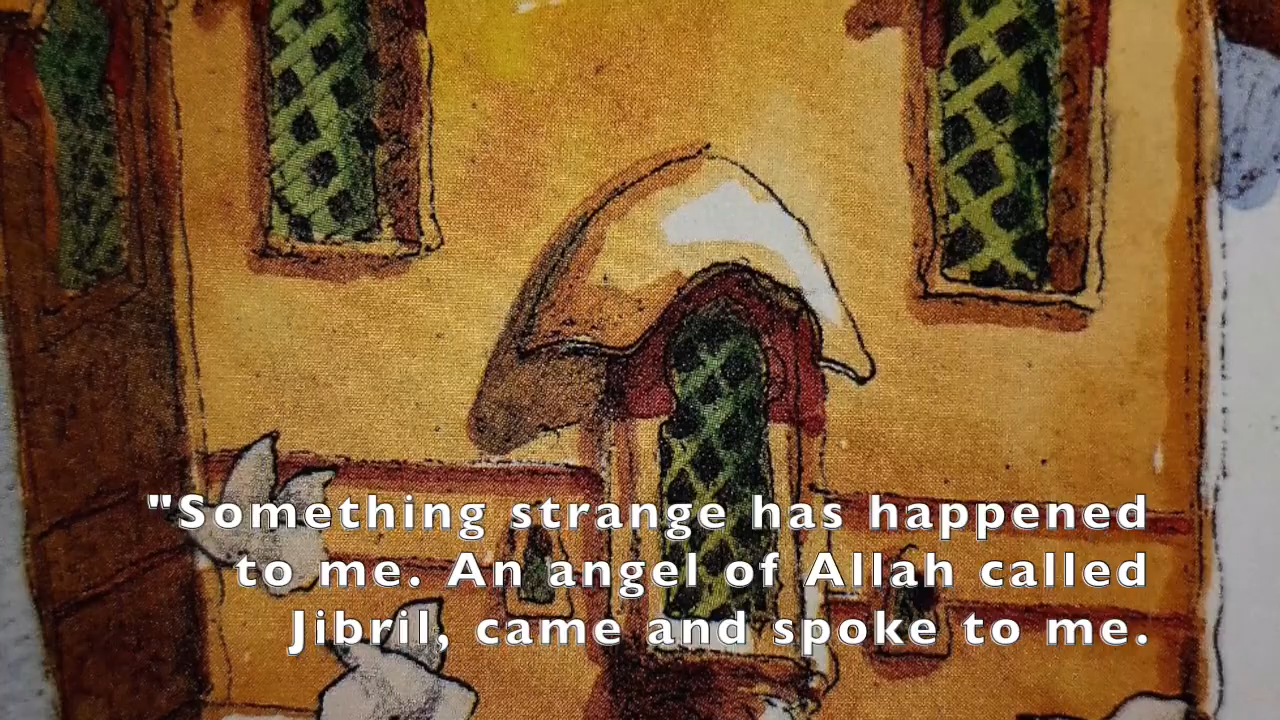 "Something strange has happened
to me. An angel of Allah called
Jibril, came and spoke to me.